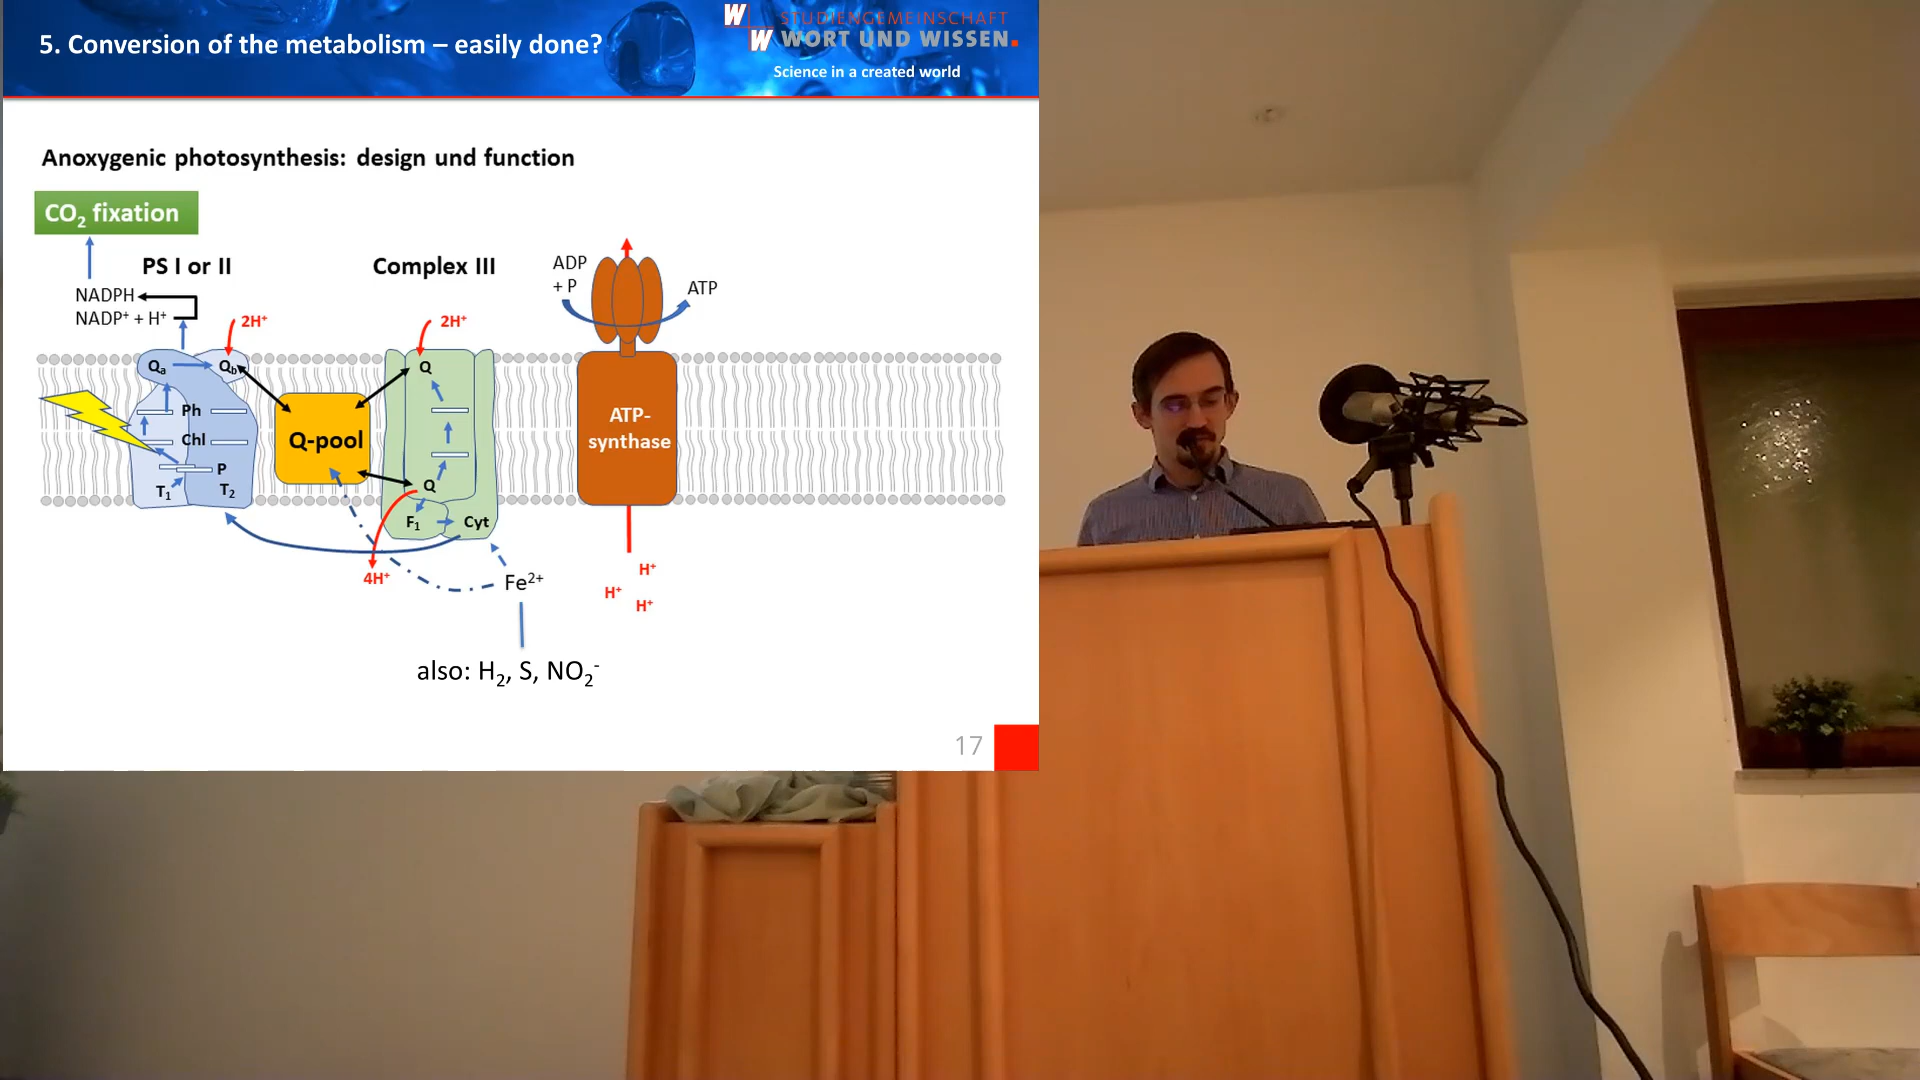 5. Conversion of the metabolism – easily done?
W
W
STUDIENGEMEINSCHAFT
WORT UND WISSEN.
Science in a created world
Anoxygenic photosynthesis: design und function
CO₂ fixation
PS I or II
Complex III
ADP
+ P
ATP
NADPH
NADP⁺ + H⁺
2H⁺
2H⁺
Qa
Qb
Q
Ph
Chl
P
T₁
T₂
Q-pool
Q
F₁
Cyt
ATP-
synthase
4H⁺
Fe²⁺
H⁺
H⁺
H⁺
also: H₂, S, NO₂⁻
17